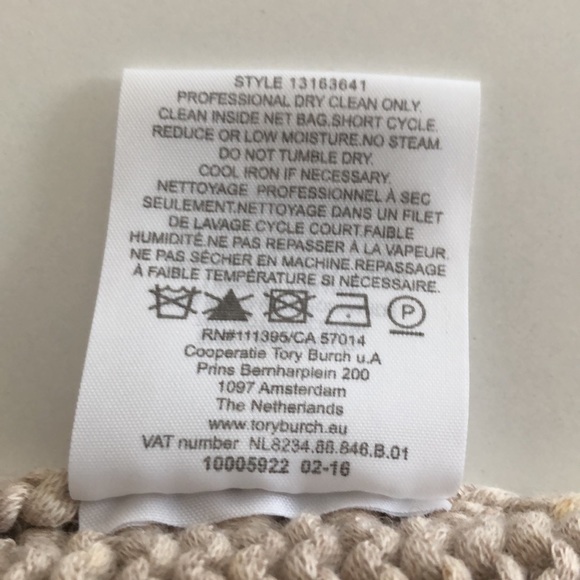 STYLE 13163641
PROFESSIONAL DRY CLEAN ONLY.
CLEAN INSIDE NET BAG.SHORT CYCLE.
REDUCE OR LOW MOISTURE.NO STEAM.
DO NOT TUMBLE DRY.
COOL IRON IF NECESSARY.
NETTOYAGE PROFESSIONNEL À SEC
SEULEMENT.NETTOYAGE DANS UN FILET
DE LAVAGE.CYCLE COURT.FAIBLE
HUMIDITÉ.NE PAS REPASSER À LA VAPEUR.
NE PAS SÉCHER EN MACHINE.REPASSAGE
À FAIBLE TEMPÉRATURE SI NÉCESSAIRE.
P
RN#111395/CA 57014
Cooperatie Tory Burch u.A
Prins Bernharplein 200
1097 Amsterdam
The Netherlands
www.toryburch.eu
VAT number NL8234.88.846.B.01
10005922 02-16